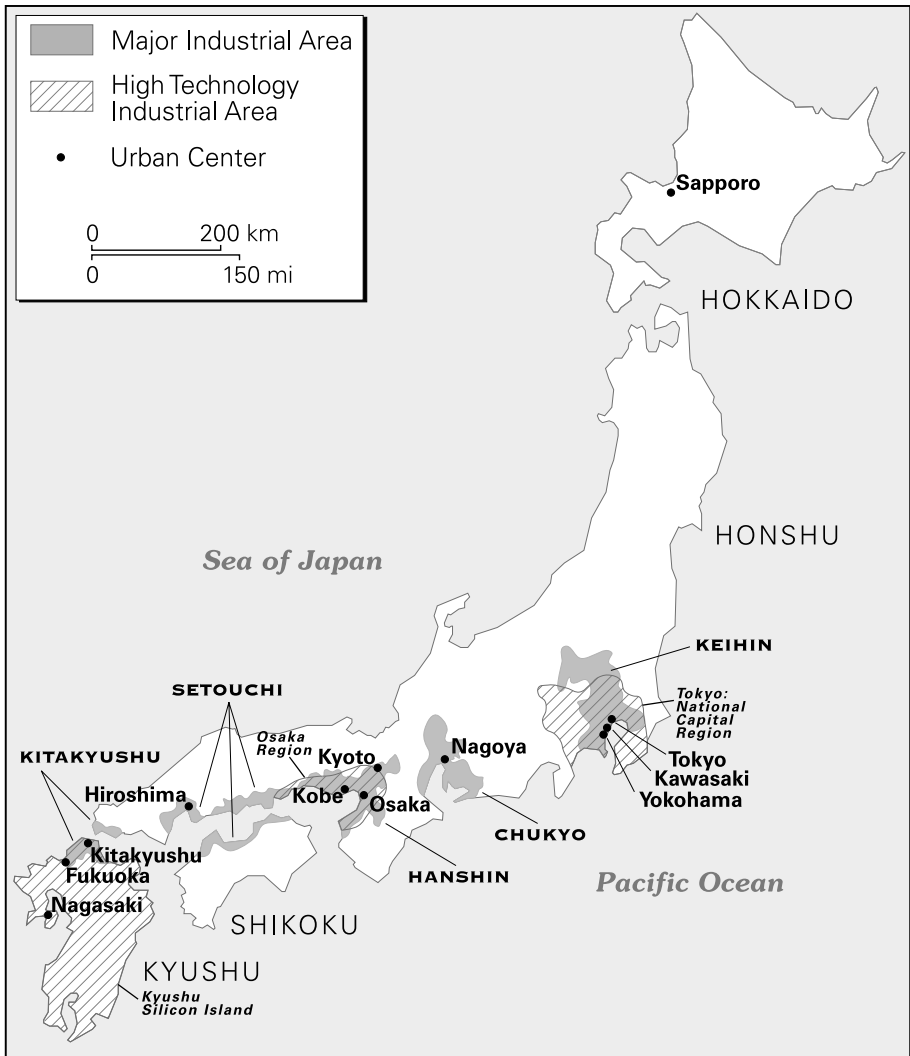 Major Industrial Area
High Technology
Industrial Area
Urban Center
0 200 km
0 150 mi
Sapporo
HOKKAIDO
HONSHU
Sea of Japan
KEIHIN
SETOUCHI
Tokyo:
National
Capital
Region
Osaka
Region
KITAKYUSHU
Kyoto
Nagoya
Tokyo
Kawasaki
Yokohama
Hiroshima
Kobe
Osaka
CHUKYO
Kitakyushu
Fukuoka
HANSHIN
Pacific Ocean
Nagasaki
SHIKOKU
KYUSHU
Kyushu
Silicon Island